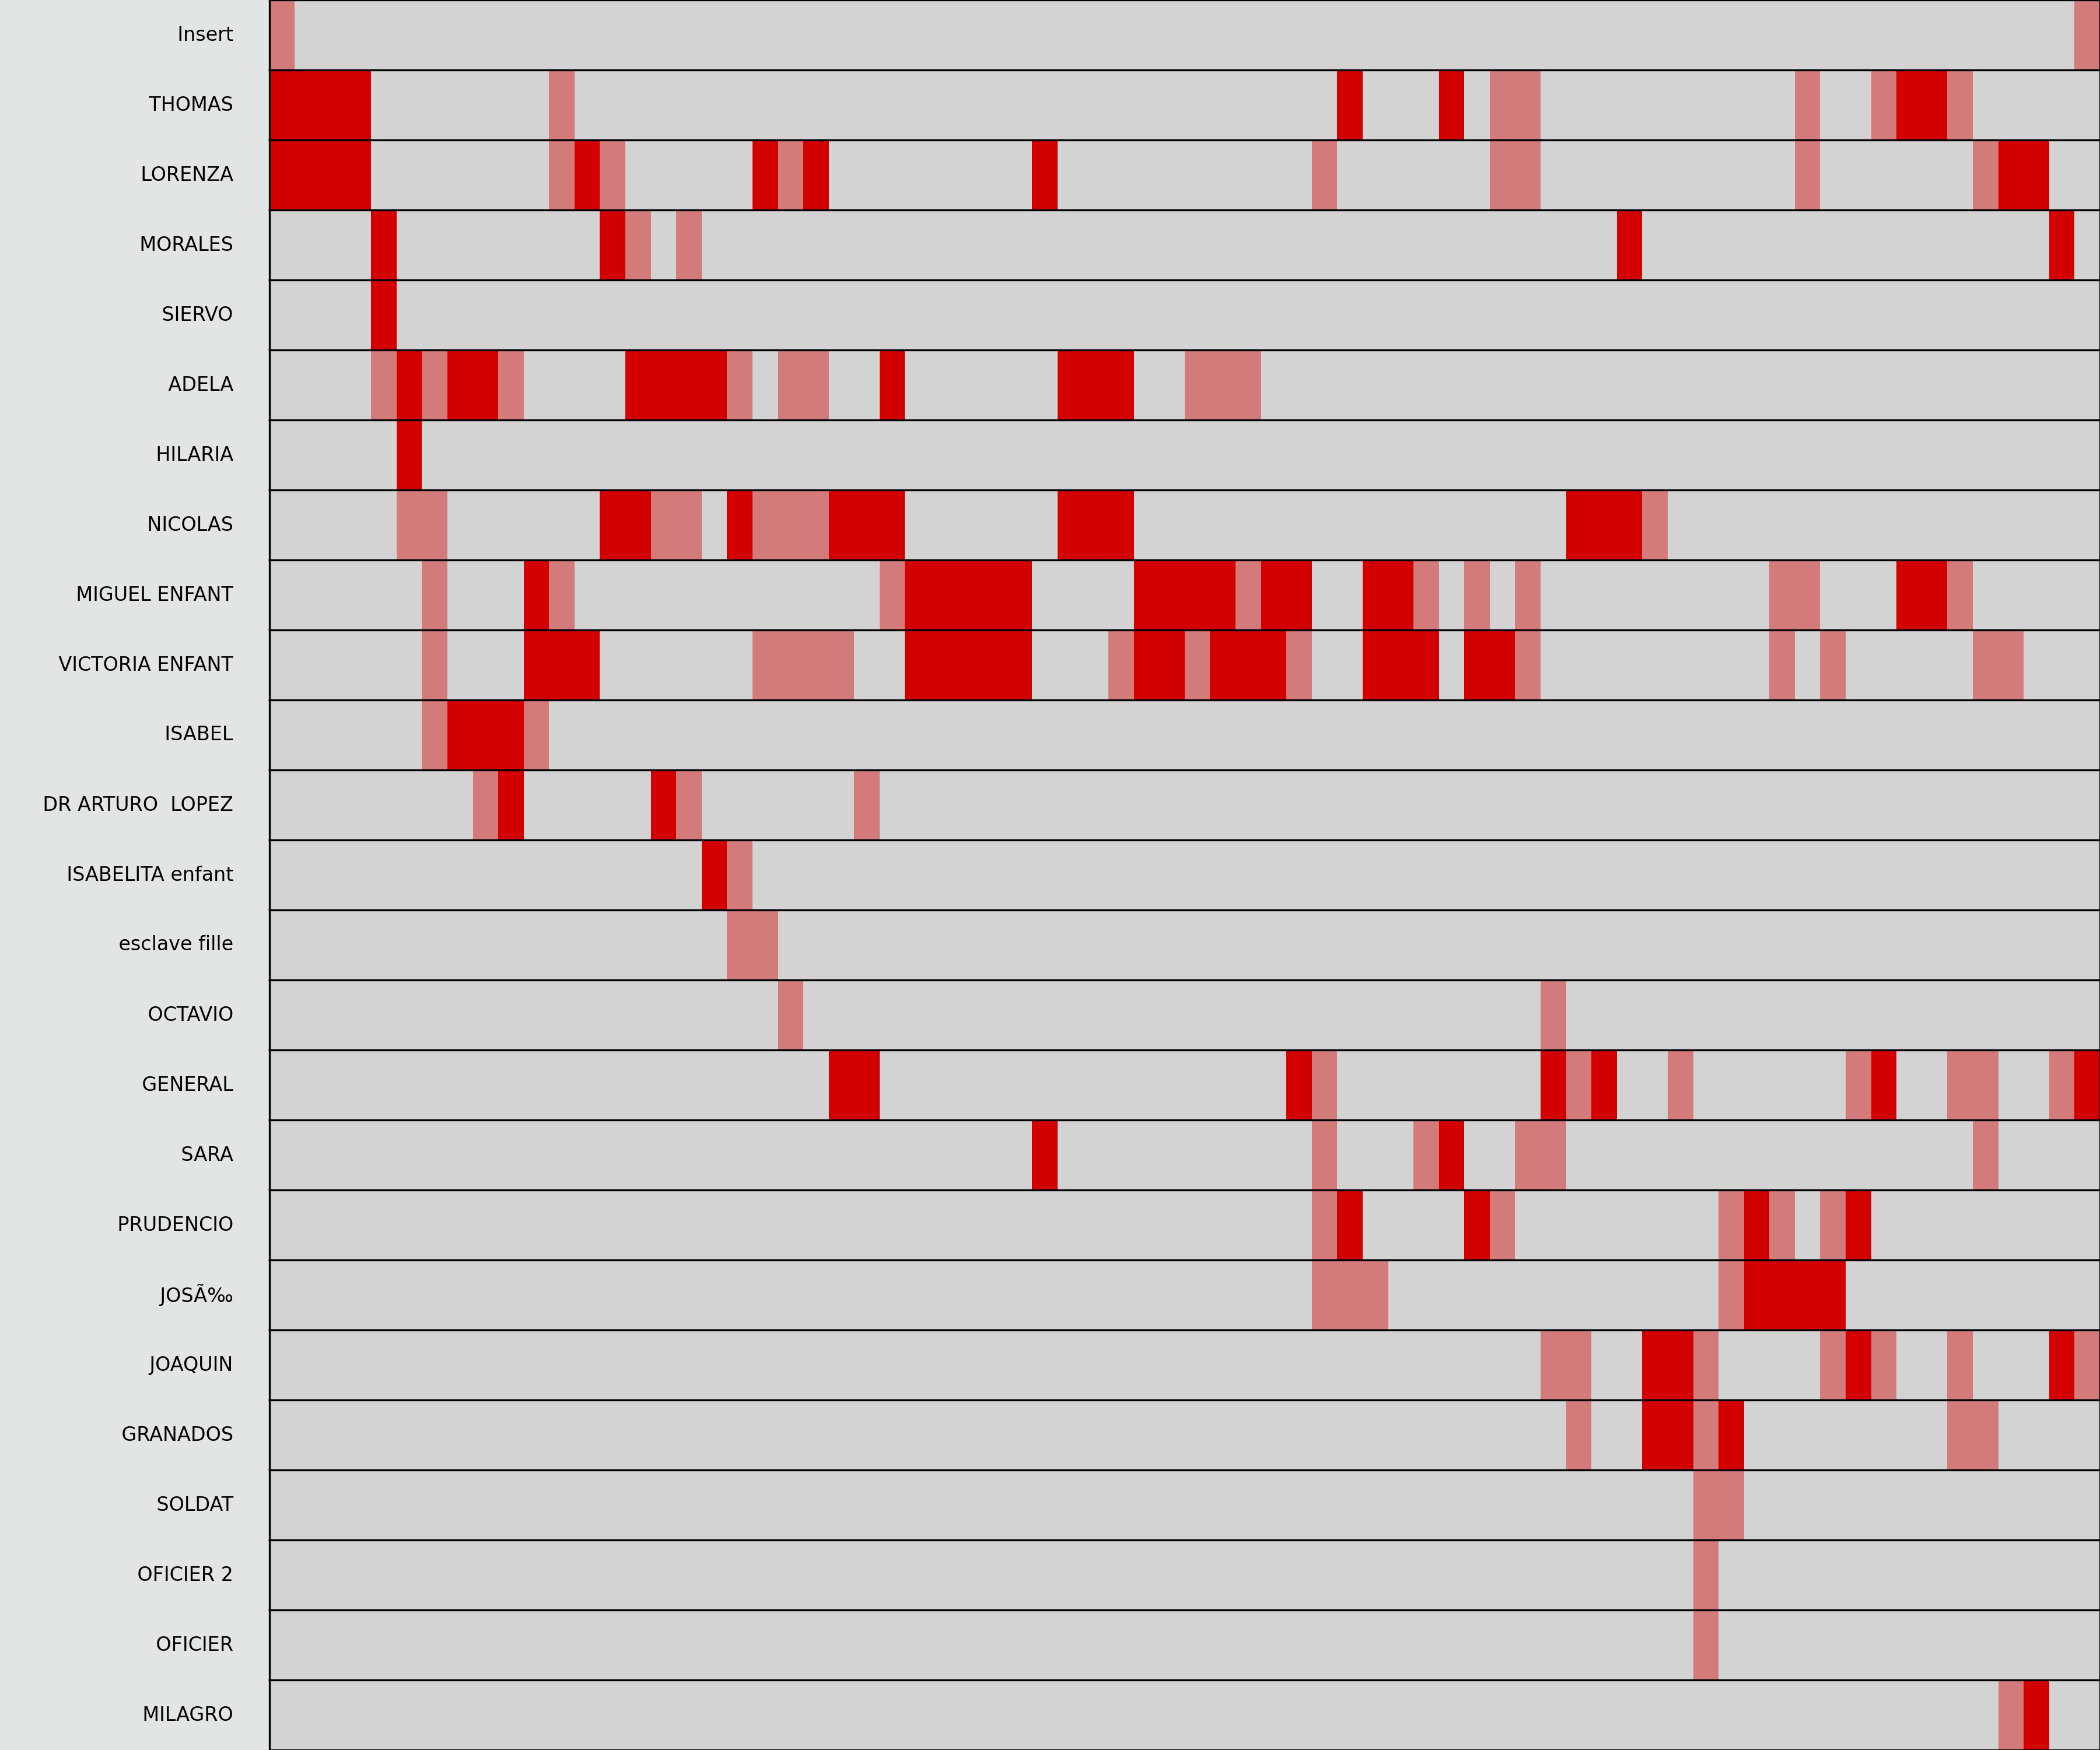 Insert
THOMAS
LORENZA
MORALES
SIERVO
ADELA
HILARIA
NICOLAS
MIGUEL ENFANT
VICTORIA ENFANT
ISABEL
DR ARTURO  LOPEZ
ISABELITA enfant
esclave fille
OCTAVIO
GENERAL
SARA
PRUDENCIO
JOSÃ‰
JOAQUIN
GRANADOS
SOLDAT
OFICIER 2
OFICIER
MILAGRO